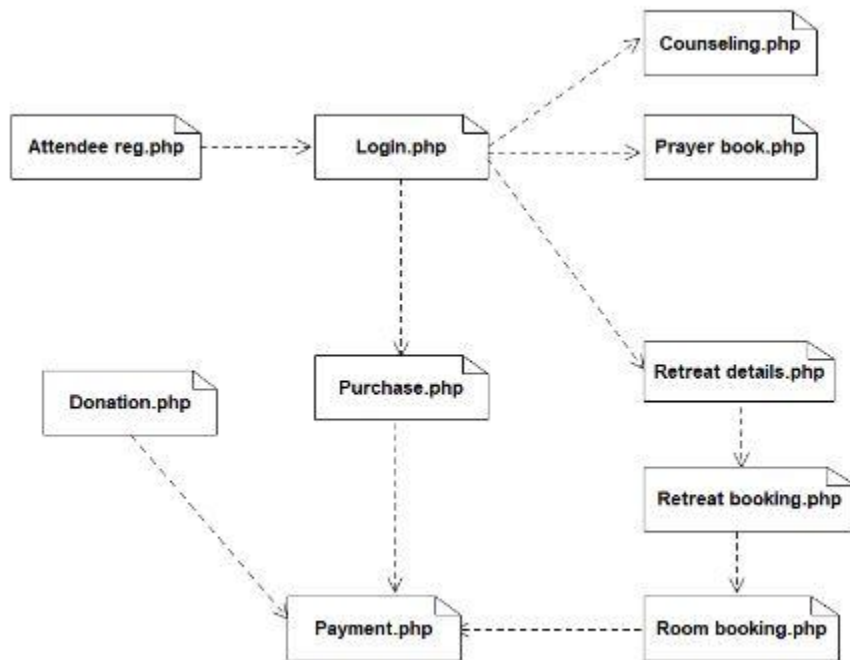 Counseling.php
Attendee reg.php
Login.php
Prayer book.php
Donation.php
Purchase.php
Retreat details.php
Retreat booking.php
Payment.php
Room booking.php